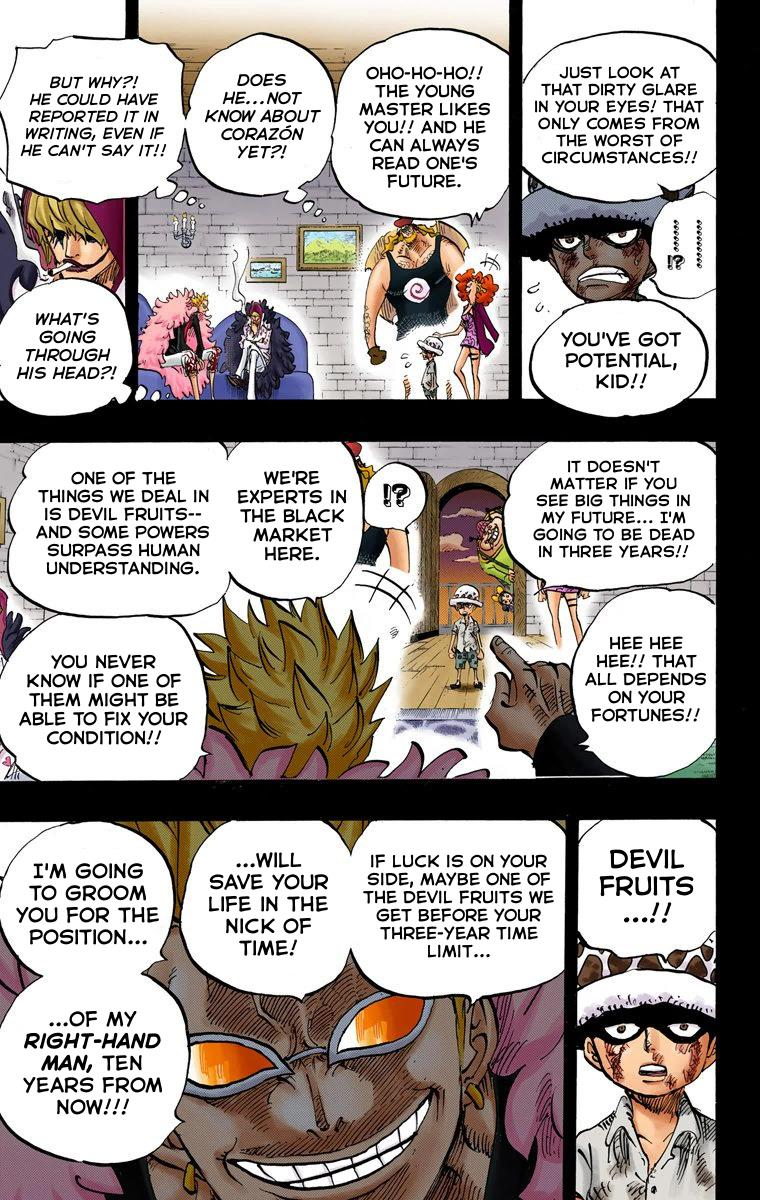 JUST LOOK AT
THAT DIRTY GLARE
IN YOUR EYES! THAT
ONLY COMES FROM
THE WORST OF
CIRCUMSTANCES!!
!?
YOU'VE GOT
POTENTIAL,
KID!!
OHO-HO-HO!!
THE YOUNG
MASTER LIKES
YOU!! AND HE
CAN ALWAYS
READ ONE'S
FUTURE.
DOES
HE...NOT
KNOW ABOUT
CORAZÓN
YET?!
BUT WHY?!
HE COULD HAVE
REPORTED IT IN
WRITING, EVEN IF
HE CAN'T SAY IT!!
WHAT'S
GOING
THROUGH
HIS HEAD?!
IT DOESN'T
MATTER IF YOU
SEE BIG THINGS IN
MY FUTURE... I'M
GOING TO BE DEAD
IN THREE YEARS!!
HEE HEE
HEE!! THAT
ALL DEPENDS
ON YOUR
FORTUNES!!
!?
WE'RE
EXPERTS IN
THE BLACK
MARKET
HERE.
ONE OF THE
THINGS WE DEAL IN
IS DEVIL FRUITS--
AND SOME POWERS
SURPASS HUMAN
UNDERSTANDING.
YOU NEVER
KNOW IF ONE OF
THEM MIGHT BE
ABLE TO FIX YOUR
CONDITION!!
DEVIL
FRUITS
...!!
IF LUCK IS ON YOUR
SIDE, MAYBE ONE OF
THE DEVIL FRUITS WE
GET BEFORE YOUR
THREE-YEAR TIME
LIMIT...
...WILL
SAVE YOUR
LIFE IN THE
NICK OF
TIME!
I'M GOING
TO GROOM
YOU FOR THE
POSITION...
...OF MY
RIGHT-HAND
MAN, TEN
YEARS FROM
NOW!!!